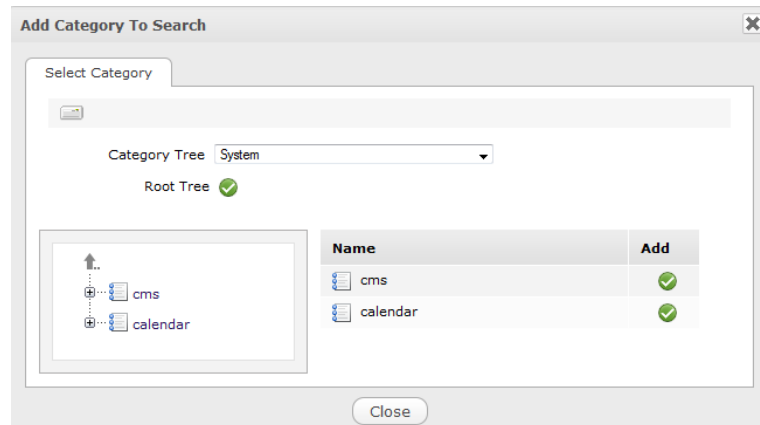 Add Category To Search
Select Category
Category Tree System
Root Tree
Name Add
cms
calendar
cms
calendar
Close